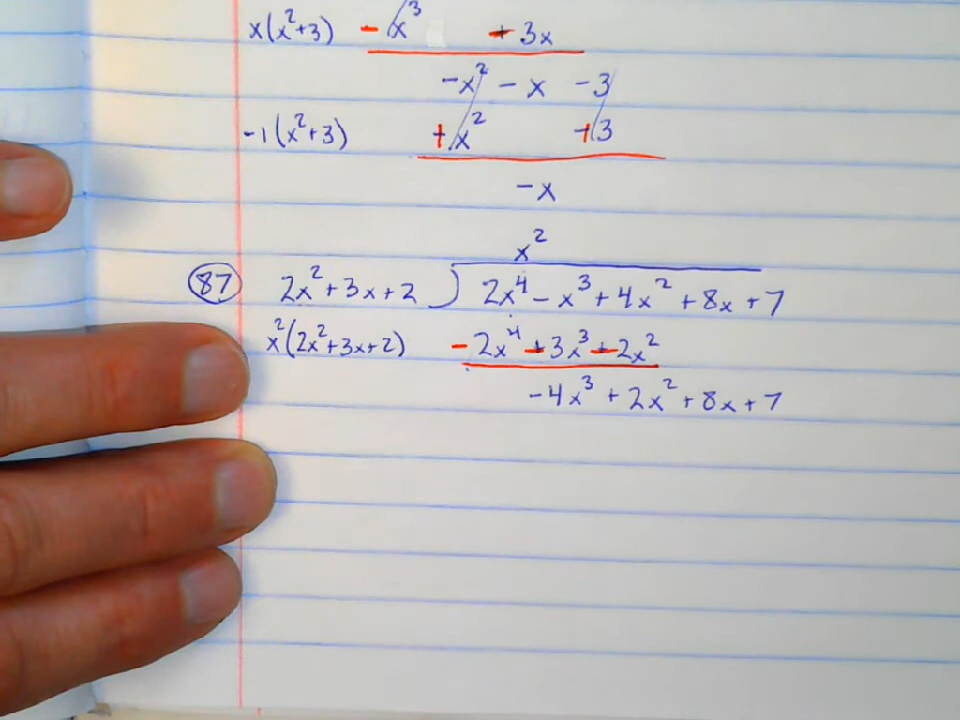 x(x²+3) - x³ - 3x
-x² - x - 3
-1(x²+3) + x² + 3
-x
x²
87 2x²+3x+2 ) 2x⁴ - x³ + 4x² + 8x + 7
x²(2x²+3x+2) - 2x⁴ - 3x³ - 2x²
-4x³ + 2x² + 8x + 7